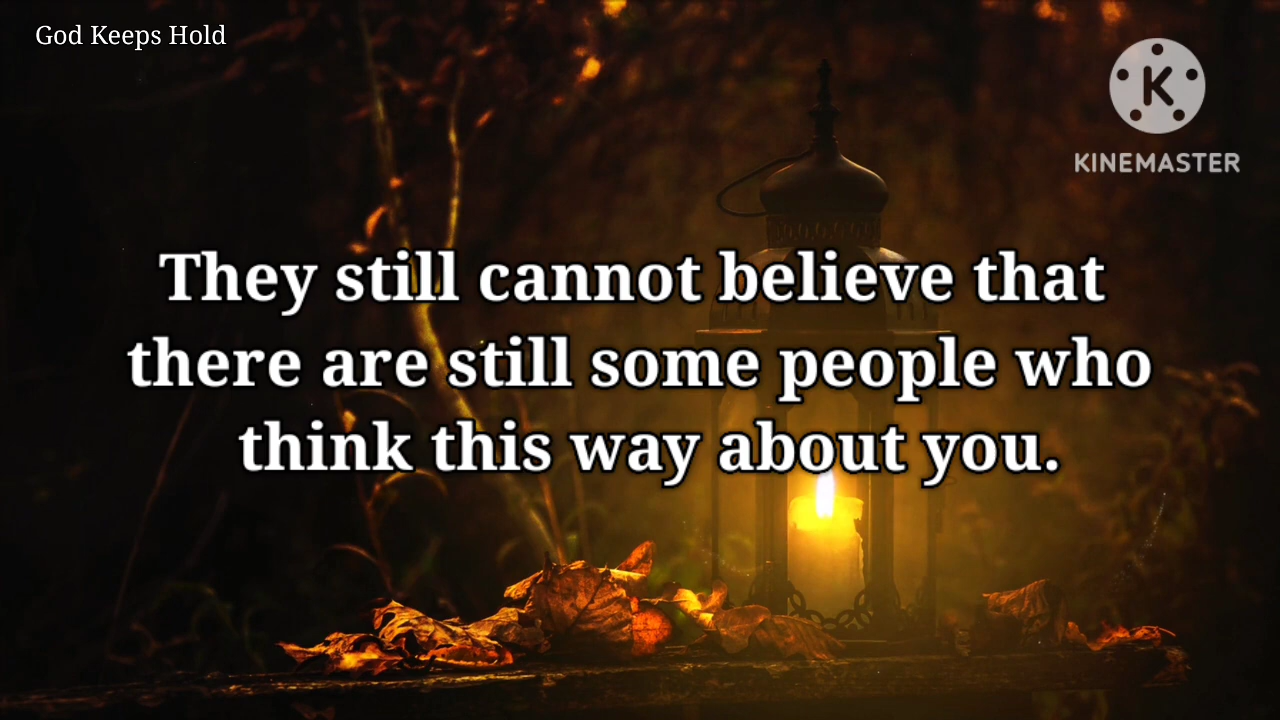 God Keeps Hold
K
KINEMASTER
They still cannot believe that
there are still some people who
think this way about you.